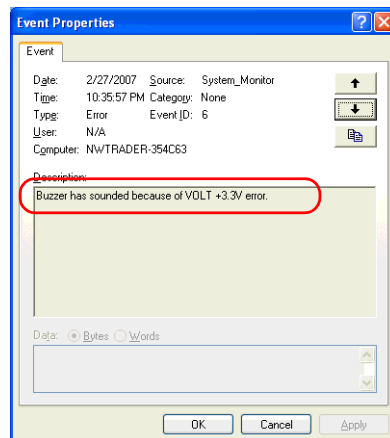 Event Properties
Event
Date: 2/27/2007 Source: System_Monitor
Time: 10:35:57 PM Category: None
Type: Error Event ID: 6
User: N/A
Computer: NWTRADER-354C63
Description:
Buzzer has sounded because of VOLT +3.3V error.
Data: Bytes Words
OK Cancel Apply